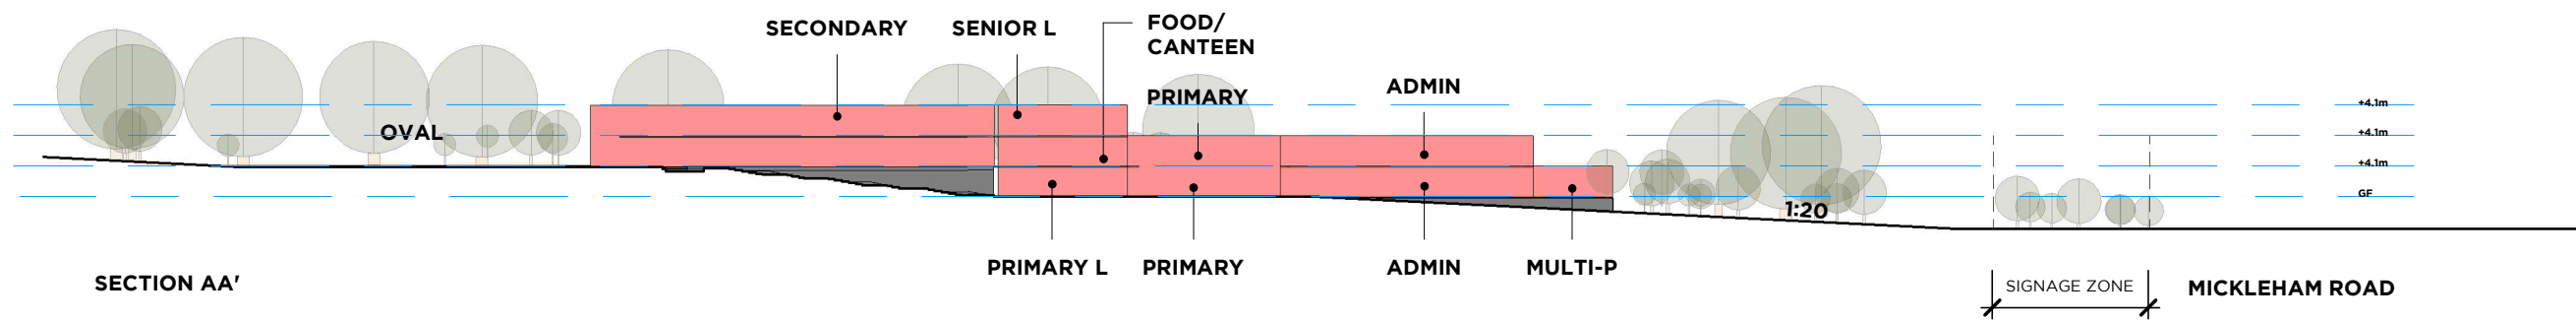 SECONDARY
SENIOR L
FOOD/
CANTEEN
PRIMARY
ADMIN
OVAL
+4.1m
+4.1m
+4.1m
GF
1:20
PRIMARY L
PRIMARY
ADMIN
MULTI-P
SECTION AA'
SIGNAGE ZONE
MICKLEHAM ROAD